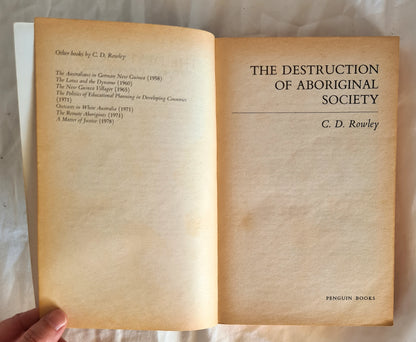 Other books by C. D. Rowley
The Australians in German New Guinea (1958)
The Lotus and the Dynamo (1960)
The New Guinea Villager (1965)
The Politics of Educational Planning in Developing Countries
(1971)
Outcasts in White Australia (1971)
The Remote Aborigines (1971)
A Matter of Justice (1978)
THE DESTRUCTION
OF ABORIGINAL
SOCIETY
C. D. Rowley
PENGUIN BOOKS